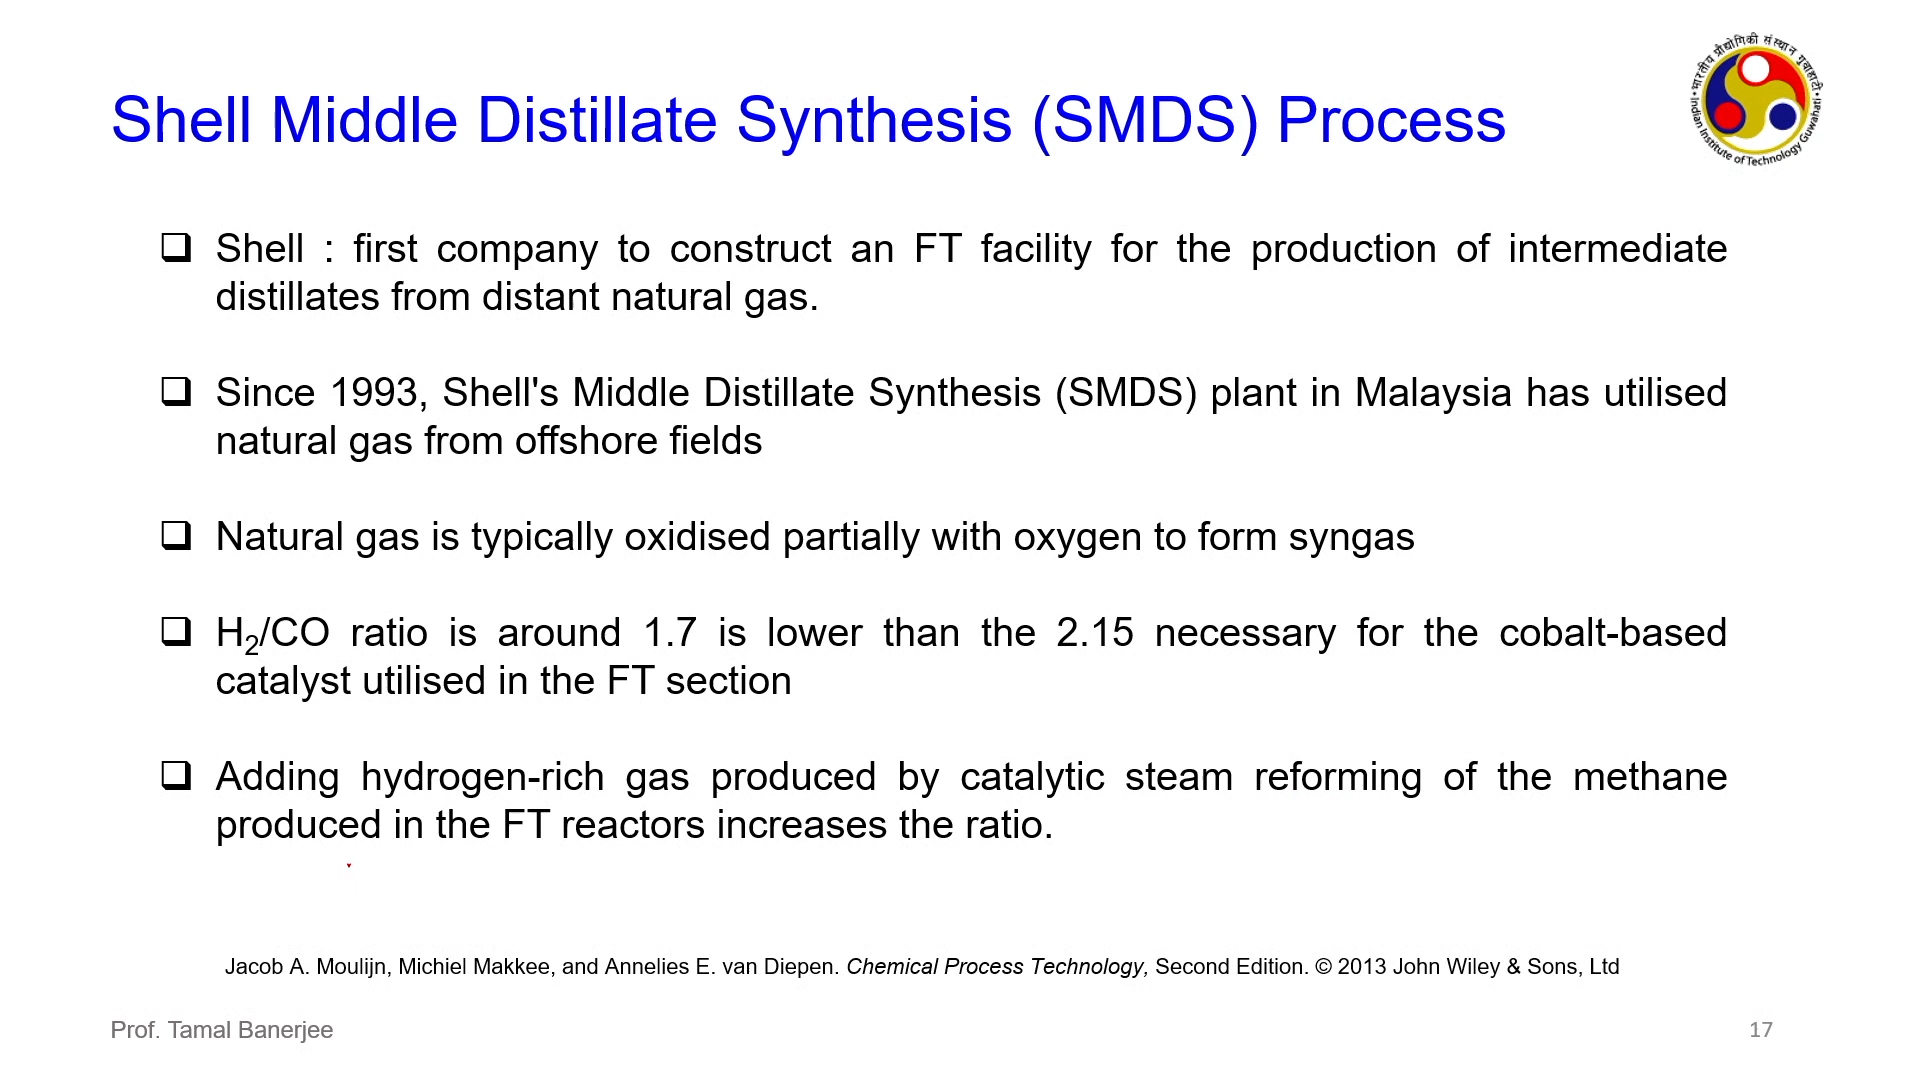 Shell Middle Distillate Synthesis (SMDS) Process
भारतीय प्रौद्योगिकी संस्थान गुवाहाटी
Indian Institute of Technology Guwahati
Shell : first company to construct an FT facility for the production of intermediate
distillates from distant natural gas.
Since 1993, Shell's Middle Distillate Synthesis (SMDS) plant in Malaysia has utilised
natural gas from offshore fields
Natural gas is typically oxidised partially with oxygen to form syngas
H₂/CO ratio is around 1.7 is lower than the 2.15 necessary for the cobalt-based
catalyst utilised in the FT section
Adding hydrogen-rich gas produced by catalytic steam reforming of the methane
produced in the FT reactors increases the ratio.
Jacob A. Moulijn, Michiel Makkee, and Annelies E. van Diepen. Chemical Process Technology, Second Edition. © 2013 John Wiley & Sons, Ltd
Prof. Tamal Banerjee
17